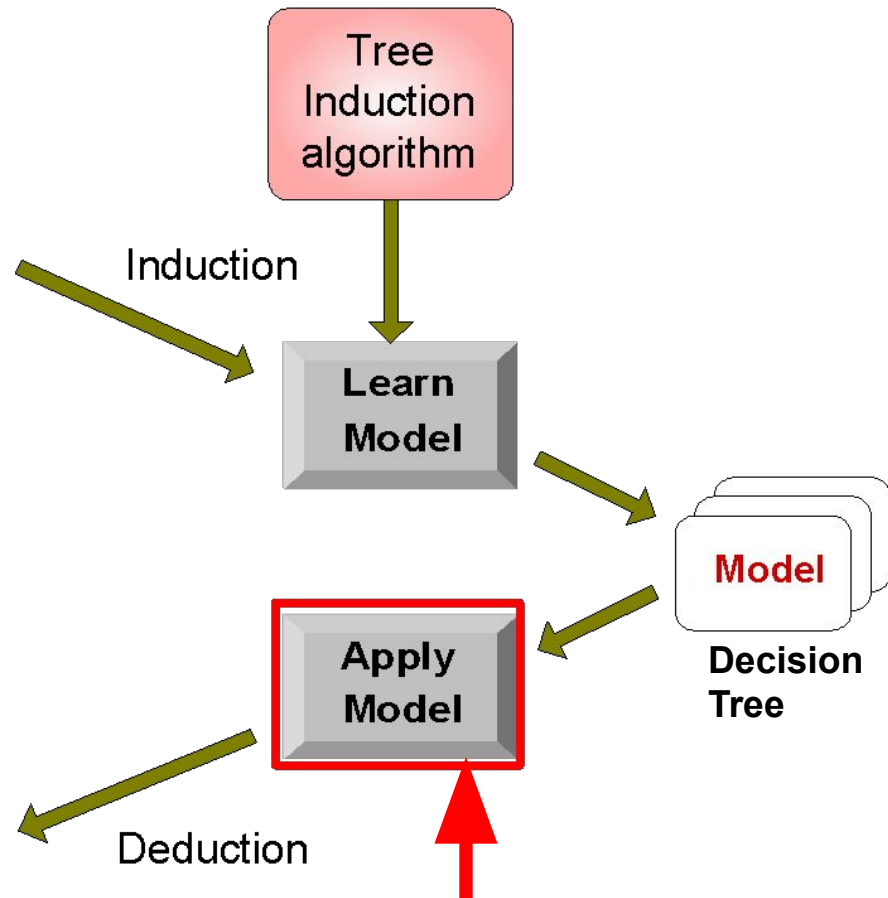 Tree
Induction
algorithm
Induction
Learn
Model
Model
Decision
Tree
Apply
Model
Deduction